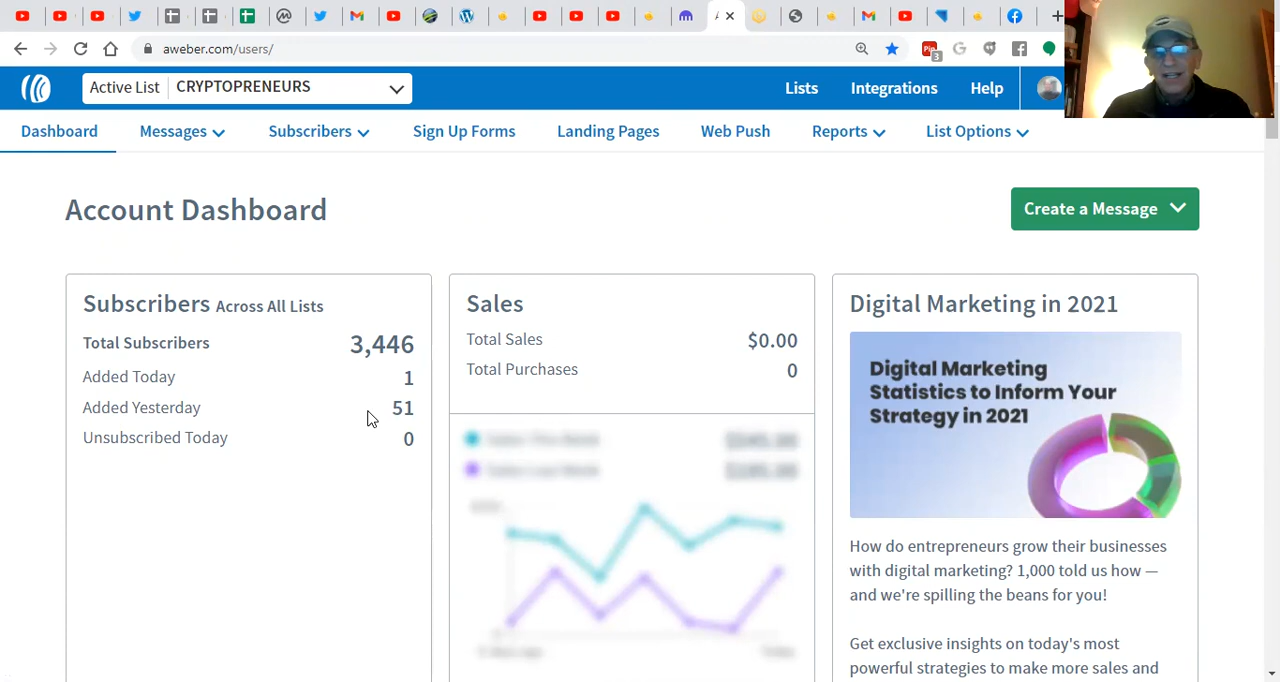 aweber.com/users/
3
Active List CRYPTOPRENEURS
Lists Integrations Help
Dashboard Messages Subscribers Sign Up Forms Landing Pages Web Push Reports List Options
Account Dashboard
Create a Message
Subscribers Across All Lists
Total Subscribers 3,446
Added Today 1
Added Yesterday 51
Unsubscribed Today 0
Sales
Total Sales $0.00
Total Purchases 0
Digital Marketing in 2021
Digital Marketing
Statistics to Inform Your
Strategy in 2021
How do entrepreneurs grow their businesses
with digital marketing? 1,000 told us how —
and we're spilling the beans for you!
Get exclusive insights on today's most
powerful strategies to make more sales and